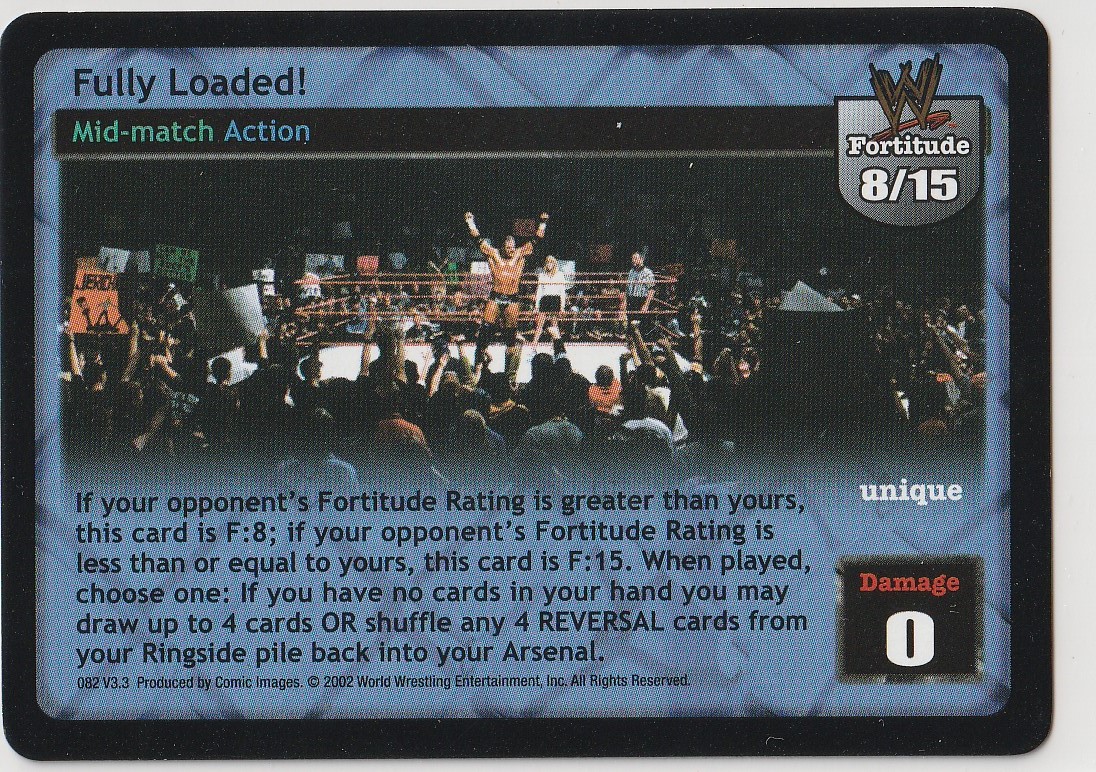 Fully Loaded!
Mid-match Action
W
Fortitude
8/15
JERICH
unique
If your opponent's Fortitude Rating is greater than yours,
this card is F:8; if your opponent's Fortitude Rating is
less than or equal to yours, this card is F:15. When played,
choose one: If you have no cards in your hand you may
draw up to 4 cards OR shuffle any 4 REVERSAL cards from
your Ringside pile back into your Arsenal.
Damage
0
082 V3.3 Produced by Comic Images. © 2002 World Wrestling Entertainment, Inc. All Rights Reserved.